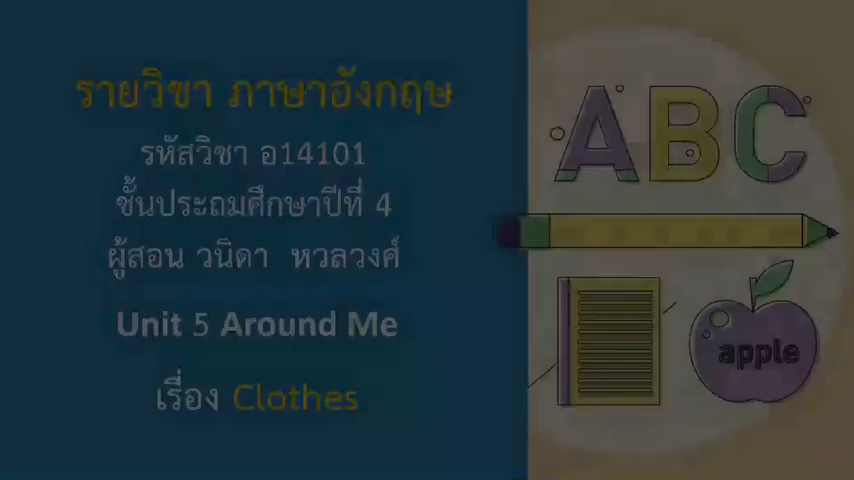 รายวิชา ภาษาอังกฤษ
รหัสวิชา อ14101
ชั้นประถมศึกษาปีที่ 4
ผู้สอน วนิดา หวลวงศ์
Unit 5 Around Me
เรื่อง Clothes
ABC
apple